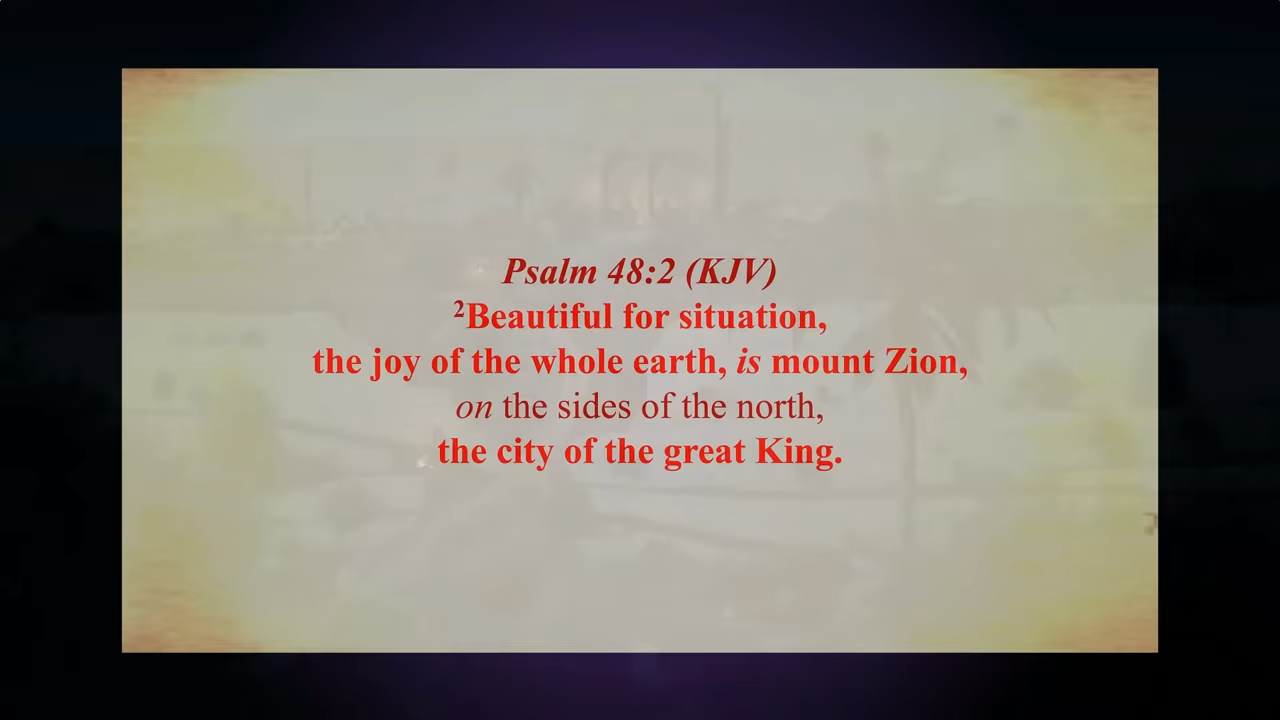 Psalm 48:2 (KJV)
²Beautiful for situation,
the joy of the whole earth, is mount Zion,
on the sides of the north,
the city of the great King.